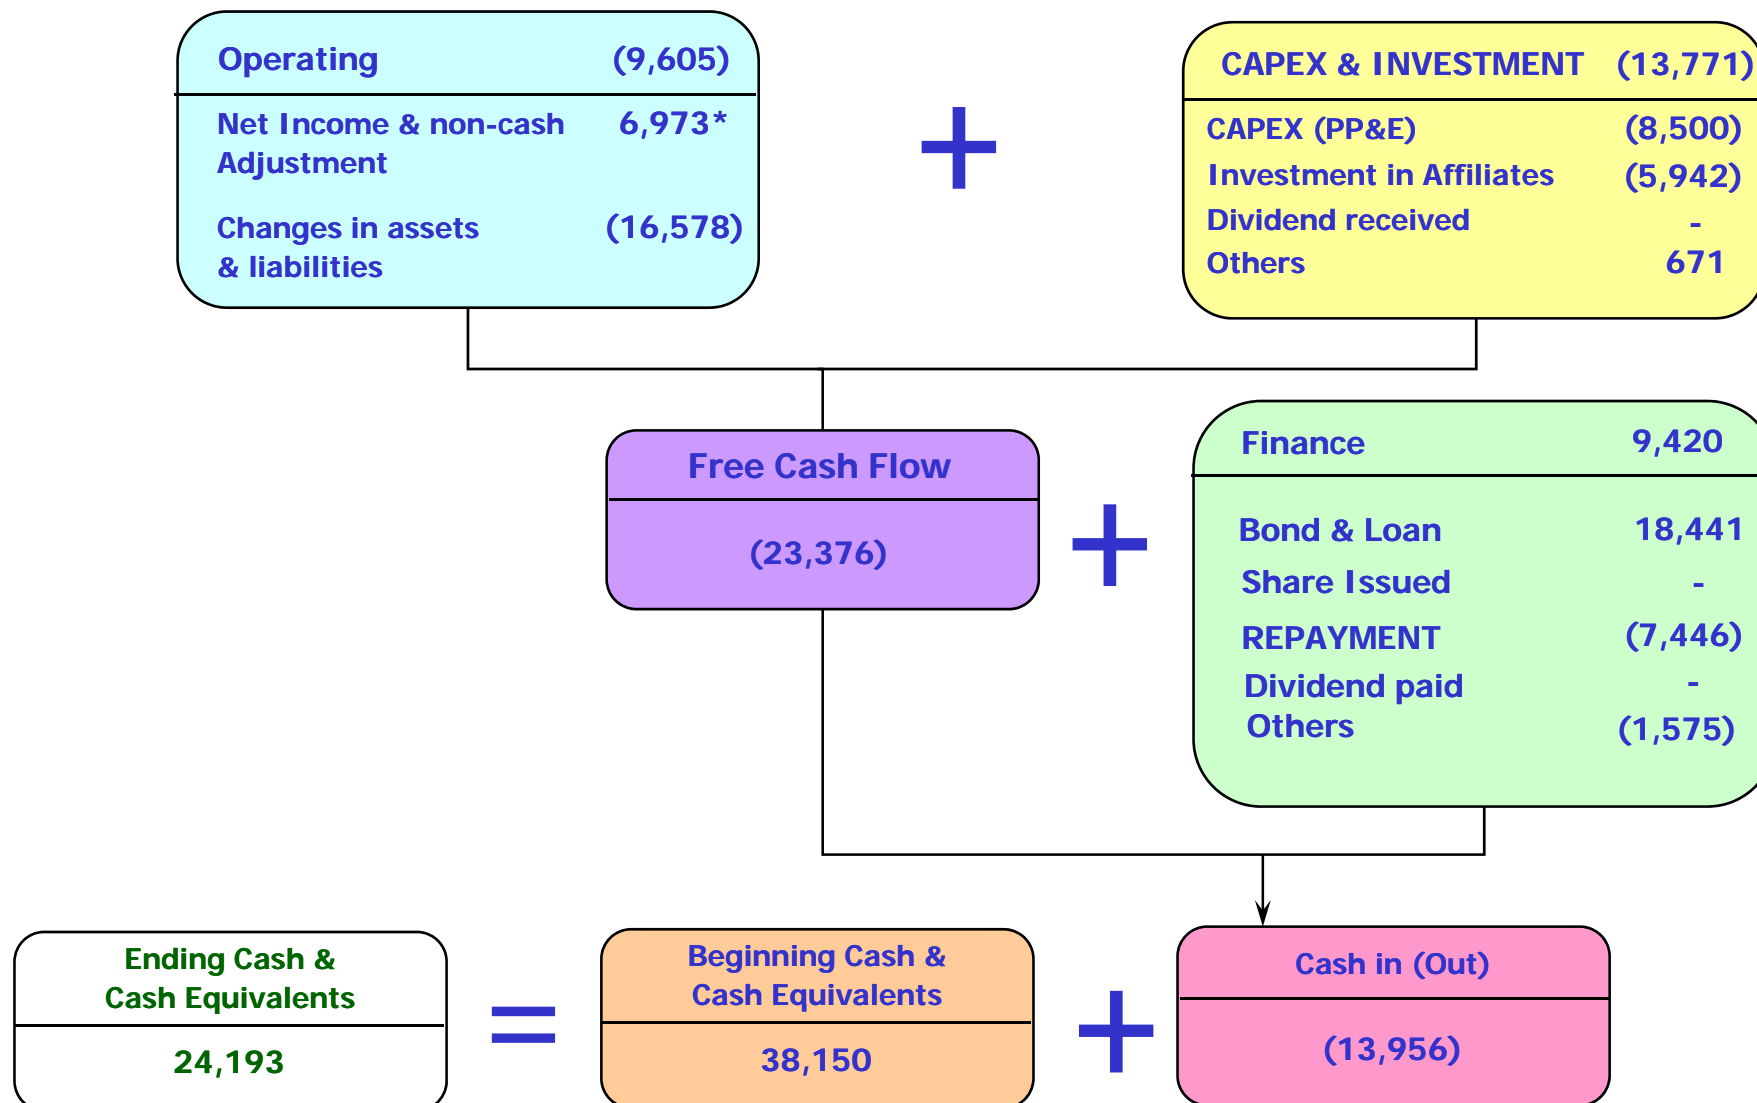 Operating (9,605)
Net Income & non-cash 6,973*
Adjustment
Changes in assets (16,578)
& liabilities
+
CAPEX & INVESTMENT (13,771)
CAPEX (PP&E) (8,500)
Investment in Affiliates (5,942)
Dividend received -
Others 671
Free Cash Flow
(23,376)
+
Finance 9,420
Bond & Loan 18,441
Share Issued -
REPAYMENT (7,446)
Dividend paid -
Others (1,575)
Ending Cash &
Cash Equivalents
24,193
=
Beginning Cash &
Cash Equivalents
38,150
+
Cash in (Out)
(13,956)